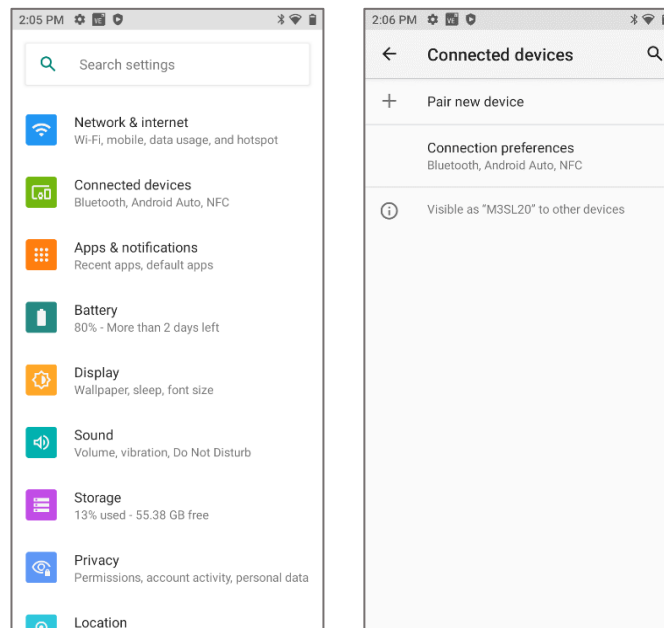 2:05 PM
Search settings
Network & internet
Wi-Fi, mobile, data usage, and hotspot
Connected devices
Bluetooth, Android Auto, NFC
Apps & notifications
Recent apps, default apps
Battery
80% - More than 2 days left
Display
Wallpaper, sleep, font size
Sound
Volume, vibration, Do Not Disturb
Storage
13% used - 55.38 GB free
Privacy
Permissions, account activity, personal data
Location
2:06 PM
Connected devices
Pair new device
Connection preferences
Bluetooth, Android Auto, NFC
Visible as “M3SL20” to other devices